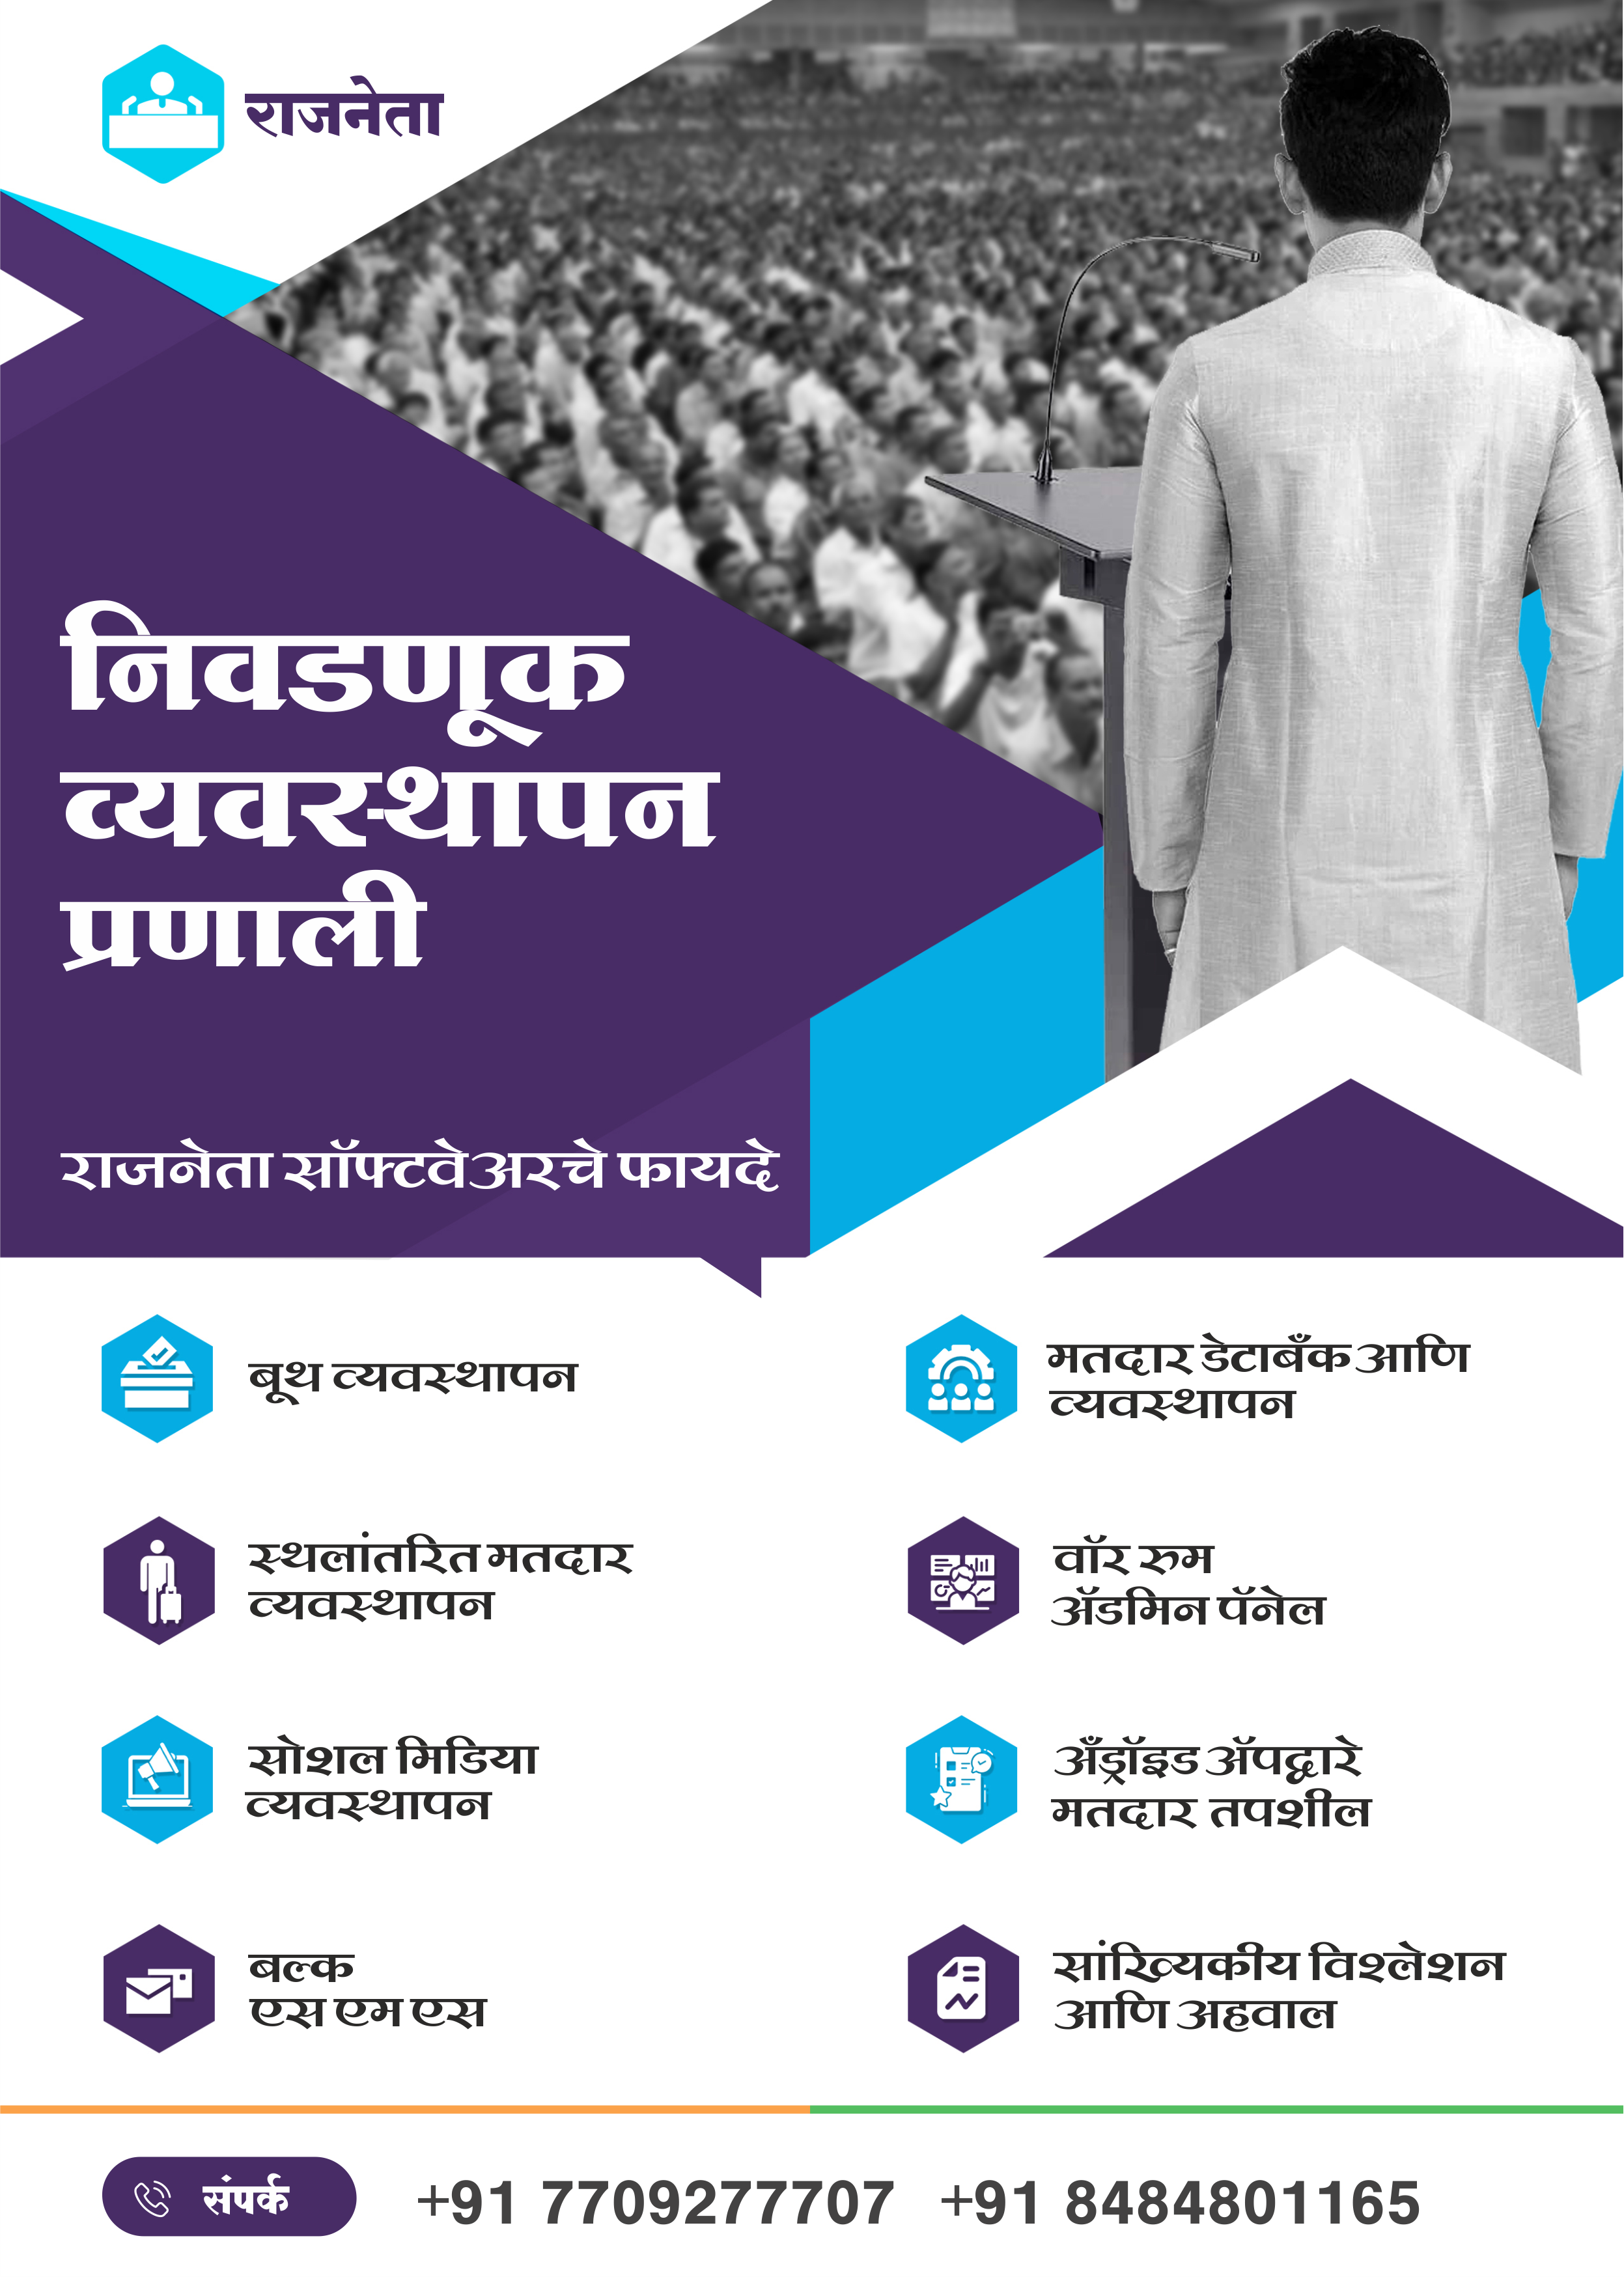 राजनेता
निवडणूक
व्यवस्थापन
प्रणाली
राजनेता सॉफ्टवेअरचे फायदे
बूथ व्यवस्थापन
मतदार डेटाबँक आणि
व्यवस्थापन
स्थलांतरित मतदार
व्यवस्थापन
वॉर रुम
ॲडमिन पॅनेल
सोशल मिडिया
व्यवस्थापन
अँड्रॉइड ॲपद्वारे
मतदार तपशील
बल्क
एस एम एस
सांख्यिकीय विश्लेशन
आणि अहवाल
संपर्क
+91 7709277707 +91 8484801165